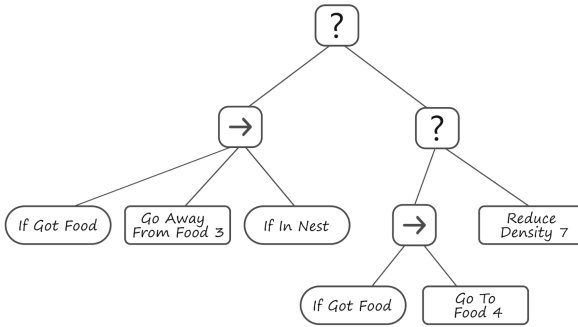 ?
→
?
If Got Food
Go Away
From Food 3
If In Nest
→
Reduce
Density 7
If Got Food
Go To
Food 4